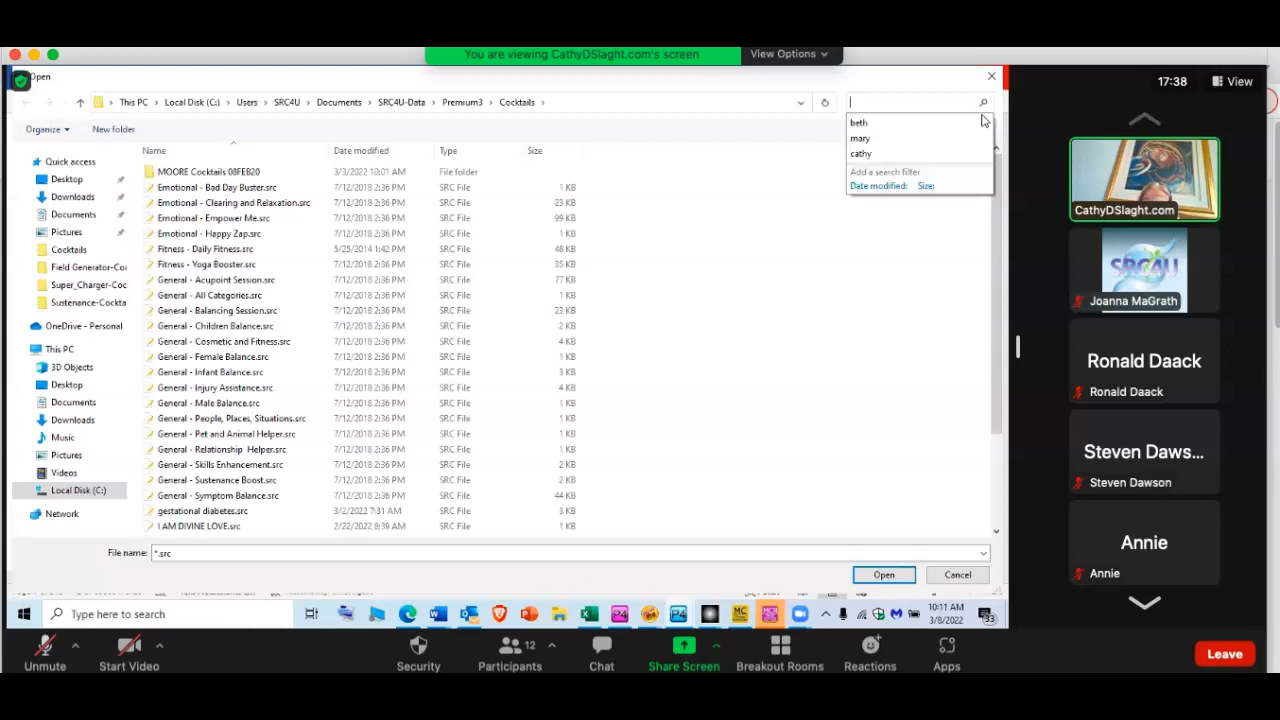 You are viewing CathyDSlaght.com's screen View Options
Open
17:38 View
This PC > Local Disk (C:) > Users > SRC4U > Documents > SRC4U-Data > Premium3 > Cocktails >
beth
mary
cathy
Add a search filter
Date modified: Size:
Organize New folder
Name Date modified Type Size
Quick access
Desktop
Downloads
Documents
Pictures
Cocktails
Field Generator-Co
Super_Charger-Coc
Sustenance-Cockta
OneDrive - Personal
This PC
3D Objects
Desktop
Documents
Downloads
Music
Pictures
Videos
Local Disk (C:)
Network
MOORE Cocktails 08FEB20 3/3/2022 10:01 AM File folder
Emotional - Bad Day Buster.src 7/12/2018 2:36 PM SRC File 1 KB
Emotional - Clearing and Relaxation.src 7/12/2018 2:36 PM SRC File 23 KB
Emotional - Empower Me.src 7/12/2018 2:36 PM SRC File 99 KB
Emotional - Happy Zap.src 7/12/2018 2:36 PM SRC File 1 KB
Fitness - Daily Fitness.src 5/25/2014 1:42 PM SRC File 48 KB
Fitness - Yoga Booster.src 7/12/2018 2:36 PM SRC File 35 KB
General - Acupoint Session.src 7/12/2018 2:36 PM SRC File 77 KB
General - All Categories.src 7/12/2018 2:36 PM SRC File 1 KB
General - Balancing Session.src 7/12/2018 2:36 PM SRC File 23 KB
General - Children Balance.src 7/12/2018 2:36 PM SRC File 2 KB
General - Cosmetic and Fitness.src 7/12/2018 2:36 PM SRC File 4 KB
General - Female Balance.src 7/12/2018 2:36 PM SRC File 1 KB
General - Infant Balance.src 7/12/2018 2:36 PM SRC File 3 KB
General - Injury Assistance.src 7/12/2018 2:36 PM SRC File 4 KB
General - Male Balance.src 7/12/2018 2:36 PM SRC File 1 KB
General - People, Places, Situations.src 7/12/2018 2:36 PM SRC File 1 KB
General - Pet and Animal Helper.src 7/12/2018 2:36 PM SRC File 1 KB
General - Relationship Helper.src 7/12/2018 2:36 PM SRC File 1 KB
General - Skills Enhancement.src 7/12/2018 2:36 PM SRC File 2 KB
General - Sustenance Boost.src 7/12/2018 2:36 PM SRC File 2 KB
General - Symptom Balance.src 7/12/2018 2:36 PM SRC File 44 KB
gestational diabetes.src 3/2/2022 7:31 AM SRC File 3 KB
I AM DIVINE LOVE.src 2/22/2022 8:39 AM SRC File 1 KB
File name: *.src
Open Cancel
CathyDSlaght.com
SRC4U
Joanna MaGrath
Ronald Daack
Ronald Daack
Steven Daws...
Steven Dawson
Annie
Annie
Type here to search
10:11 AM
3/8/2022
33
Unmute Start Video Security Participants 12 Chat Share Screen Breakout Rooms Reactions Apps Leave